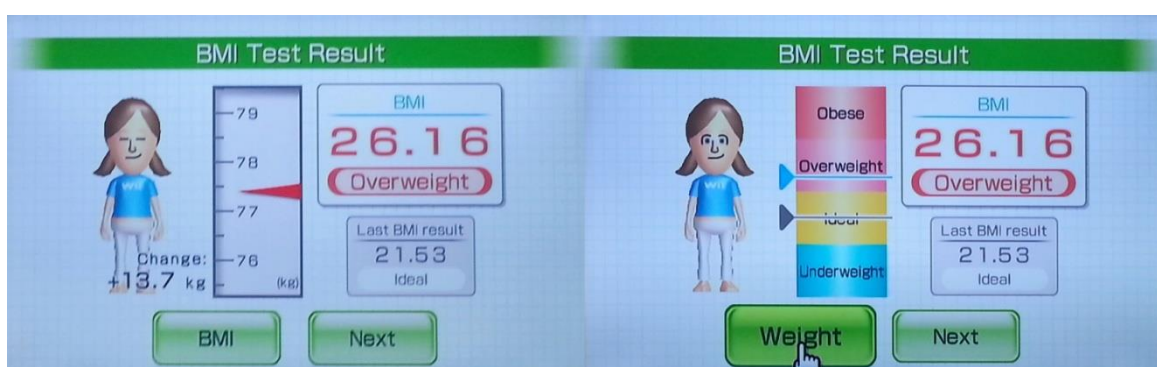 BMI Test Result
79
78
77
76
(kg)
Change:
+13.7 kg
BMI
26.16
Overweight
Last BMI result
21.53
Ideal
BMI
Next
BMI Test Result
wii
Obese
Overweight
Ideal
Underweight
BMI
26.16
Overweight
Last BMI result
21.53
Ideal
Weight
Next